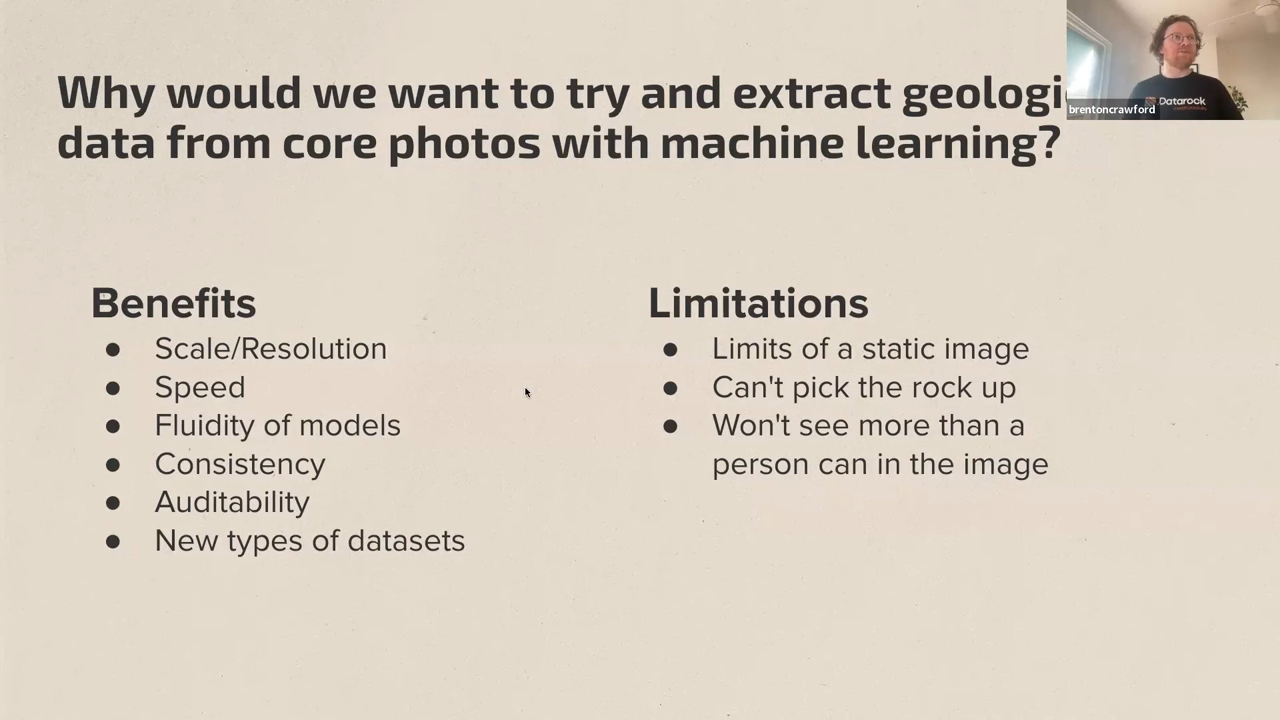 Why would we want to try and extract geologi
data from core photos with machine learning?
Datarock
brentoncrawford
Benefits
Scale/Resolution
Speed
Fluidity of models
Consistency
Auditability
New types of datasets
Limitations
Limits of a static image
Can't pick the rock up
Won't see more than a
person can in the image